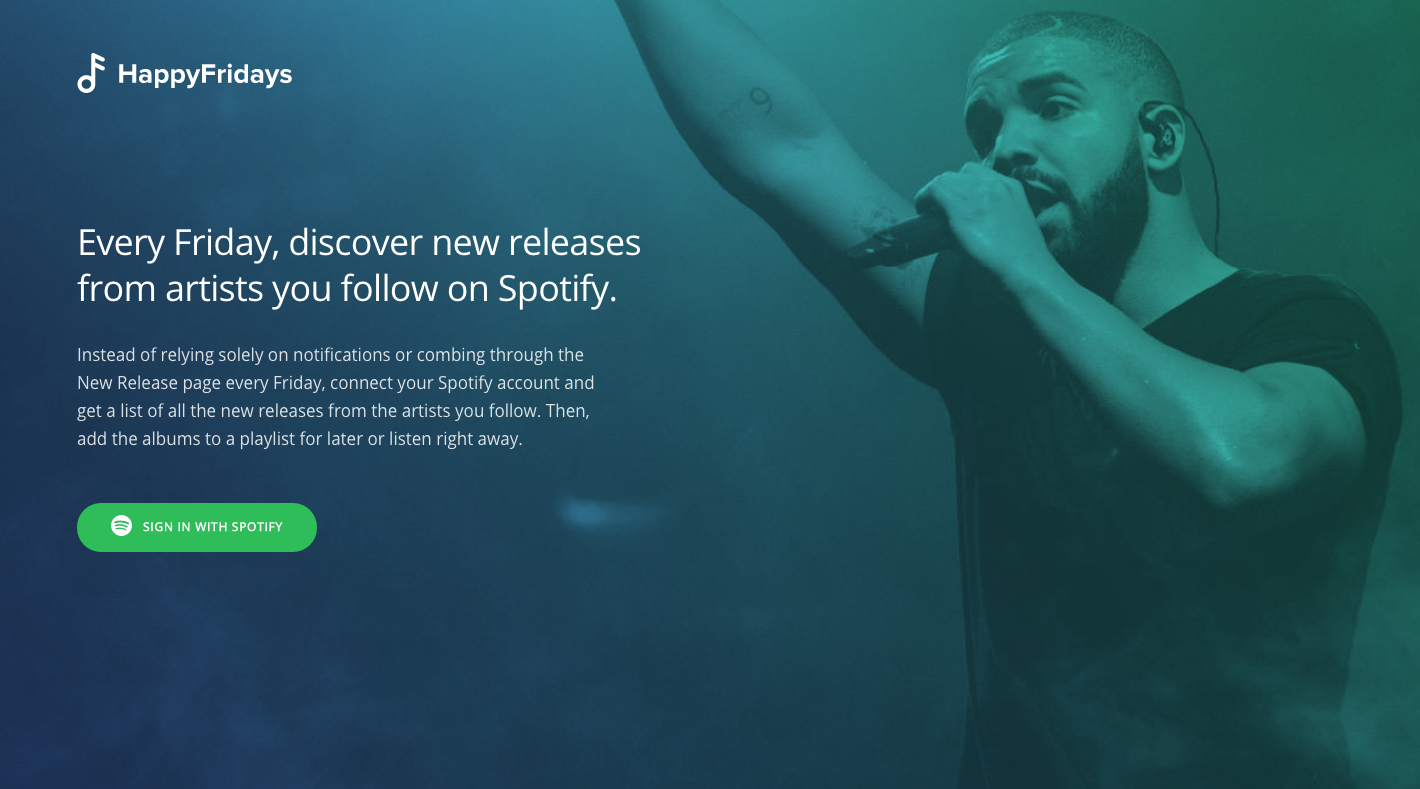 HappyFridays
Every Friday, discover new releases
from artists you follow on Spotify.
Instead of relying solely on notifications or combing through the
New Release page every Friday, connect your Spotify account and
get a list of all the new releases from the artists you follow. Then,
add the albums to a playlist for later or listen right away.
SIGN IN WITH SPOTIFY
9